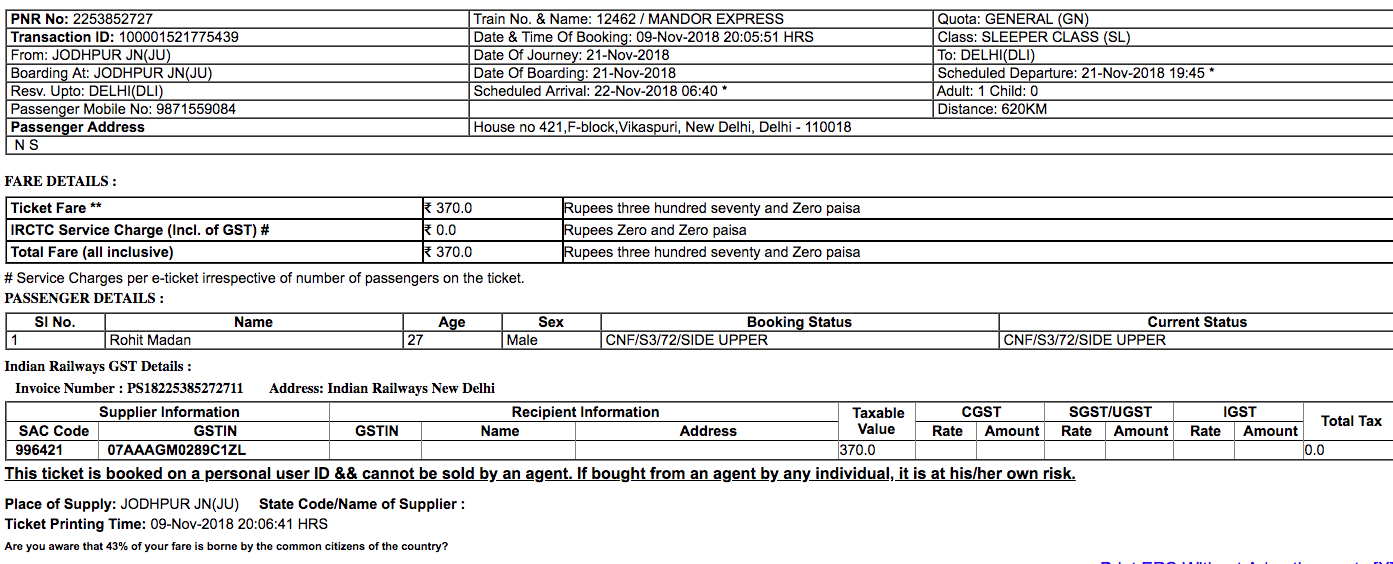 PNR No: 2253852727 Train No. & Name: 12462 / MANDOR EXPRESS Quota: GENERAL (GN)
Transaction ID: 100001521775439 Date & Time Of Booking: 09-Nov-2018 20:05:51 HRS Class: SLEEPER CLASS (SL)
From: JODHPUR JN(JU) Date Of Journey: 21-Nov-2018 To: DELHI(DLI)
Boarding At: JODHPUR JN(JU) Date Of Boarding: 21-Nov-2018 Scheduled Departure: 21-Nov-2018 19:45 *
Resv. Upto: DELHI(DLI) Scheduled Arrival: 22-Nov-2018 06:40 * Adult: 1 Child: 0
Passenger Mobile No: 9871559084 Distance: 620KM
Passenger Address House no 421,F-block,Vikaspuri, New Delhi, Delhi - 110018
N S
FARE DETAILS :
Ticket Fare ** ₹ 370.0 Rupees three hundred seventy and Zero paisa
IRCTC Service Charge (Incl. of GST) # ₹ 0.0 Rupees Zero and Zero paisa
Total Fare (all inclusive) ₹ 370.0 Rupees three hundred seventy and Zero paisa
# Service Charges per e-ticket irrespective of number of passengers on the ticket.
PASSENGER DETAILS :
SI No. Name Age Sex Booking Status Current Status
1 Rohit Madan 27 Male CNF/S3/72/SIDE UPPER CNF/S3/72/SIDE UPPER
Indian Railways GST Details :
Invoice Number : PS18225385272711 Address: Indian Railways New Delhi
Supplier Information Recipient Information Taxable Value CGST SGST/UGST IGST Total Tax
SAC Code GSTIN GSTIN Name Address Rate Amount Rate Amount Rate Amount
996421 07AAAGM0289C1ZL 370.0 0.0
This ticket is booked on a personal user ID && cannot be sold by an agent. If bought from an agent by any individual, it is at his/her own risk.
Place of Supply: JODHPUR JN(JU) State Code/Name of Supplier :
Ticket Printing Time: 09-Nov-2018 20:06:41 HRS
Are you aware that 43% of your fare is borne by the common citizens of the country?